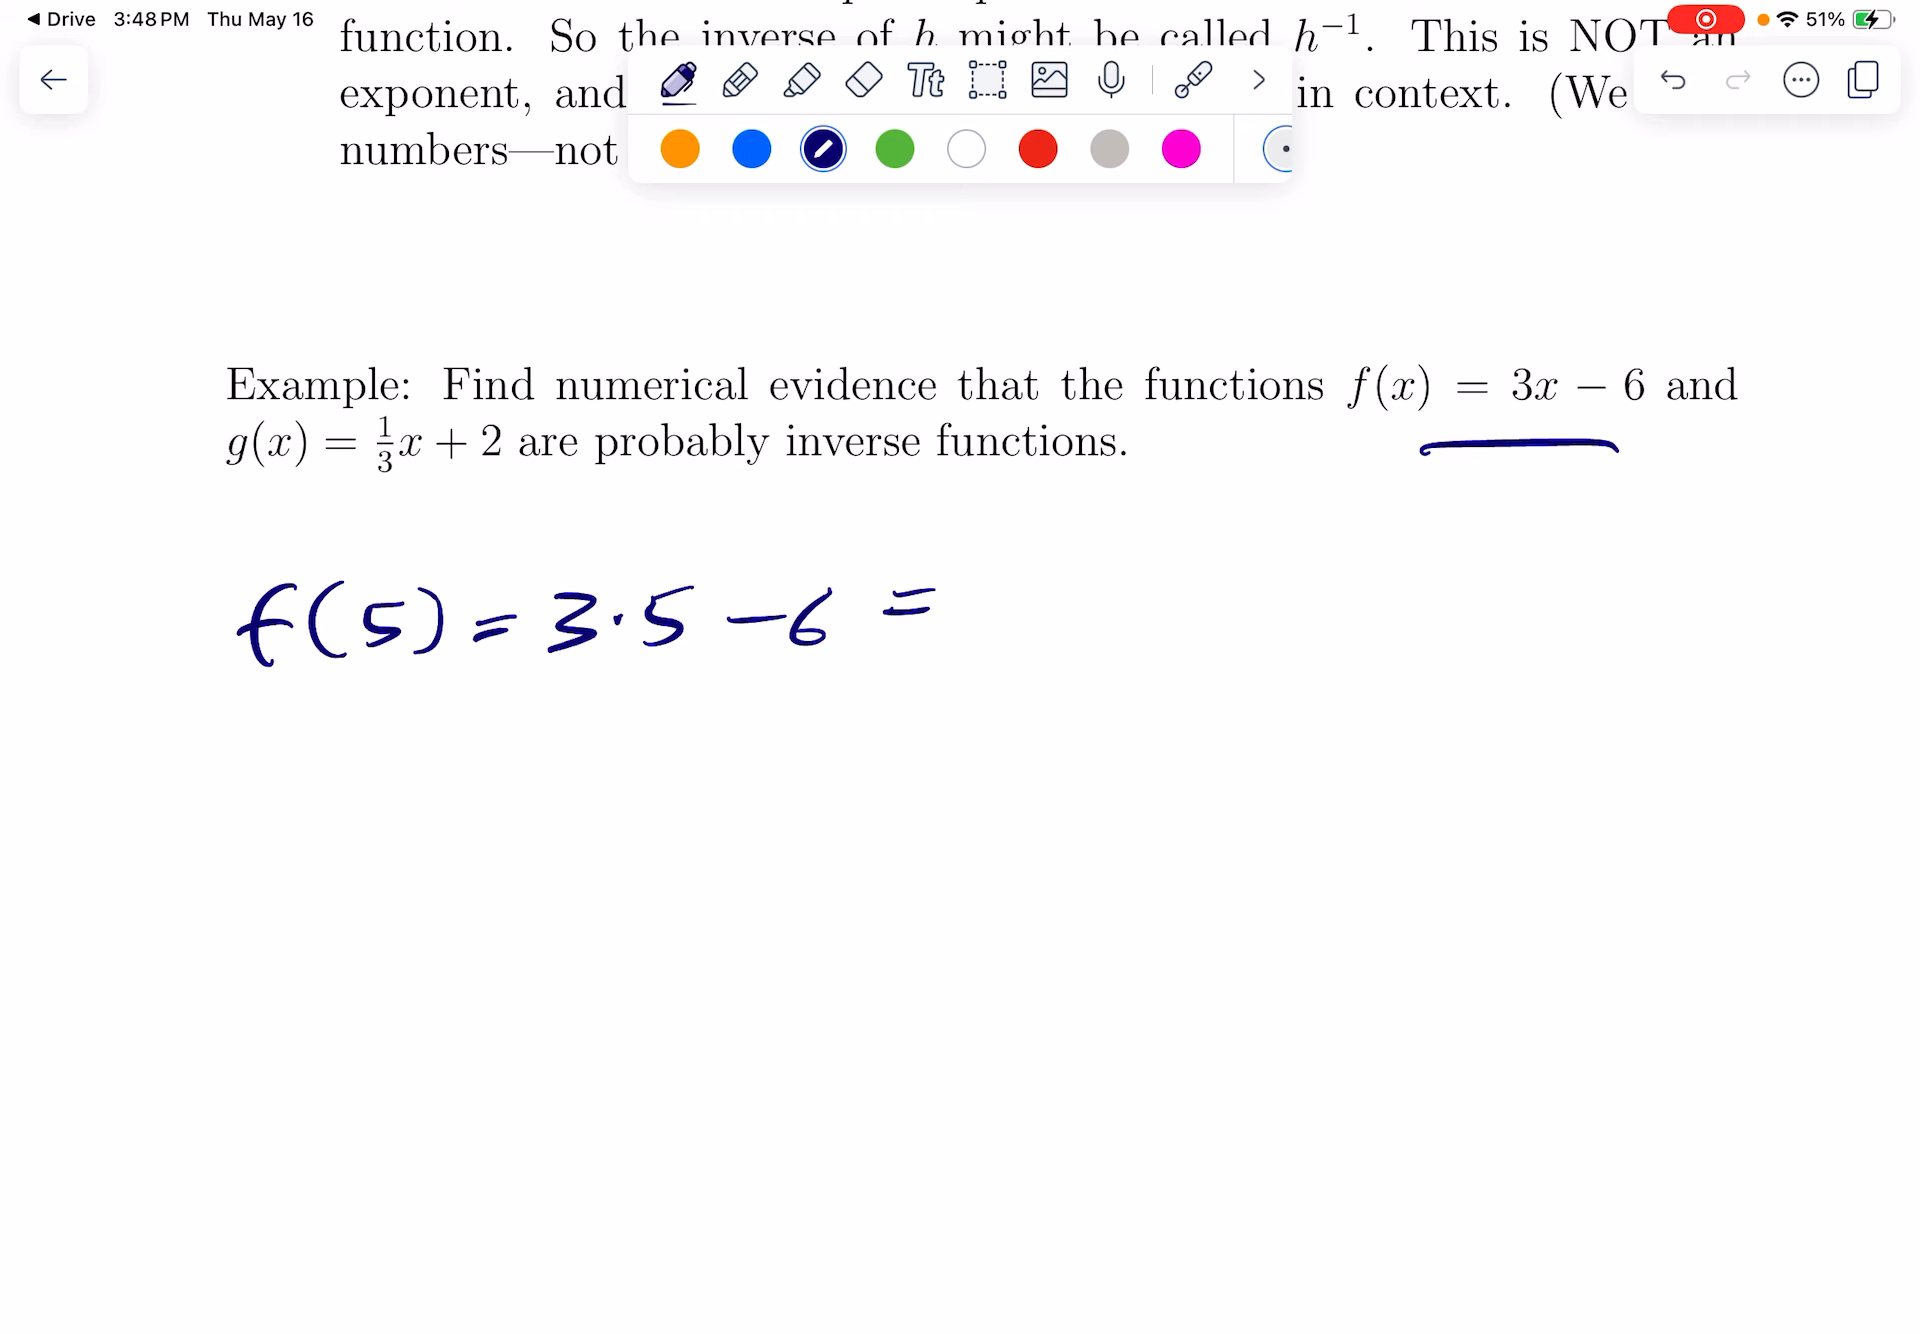 ◀ Drive 3:48 PM Thu May 16
51%
function. So the inverse of h might be called h⁻¹. This is NOT an
exponent, and in context. (We
numbers—not
Tt
Example: Find numerical evidence that the functions f(x) = 3x − 6 and
g(x) = 1/3 x + 2 are probably inverse functions.
f(5) = 3·5 − 6 =